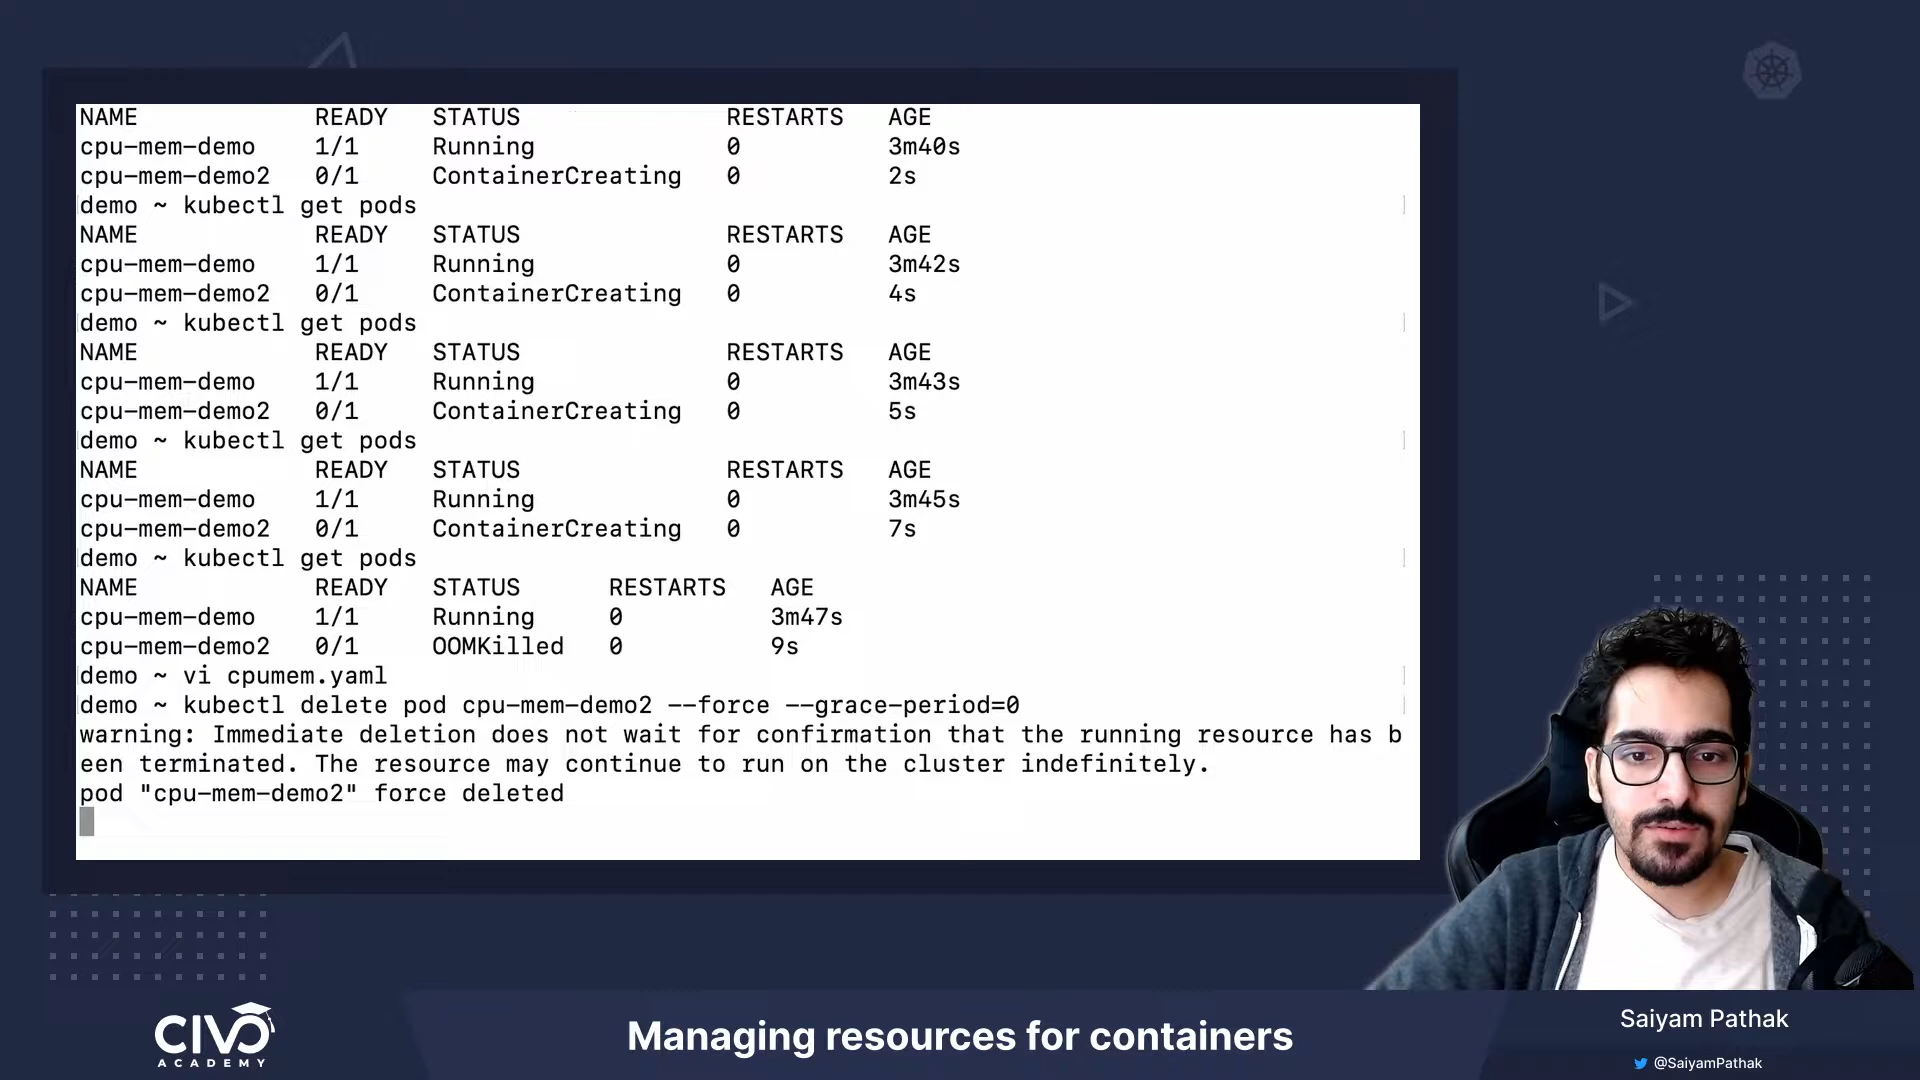 NAME READY STATUS RESTARTS AGE
cpu-mem-demo 1/1 Running 0 3m40s
cpu-mem-demo2 0/1 ContainerCreating 0 2s
demo ~ kubectl get pods
NAME READY STATUS RESTARTS AGE
cpu-mem-demo 1/1 Running 0 3m42s
cpu-mem-demo2 0/1 ContainerCreating 0 4s
demo ~ kubectl get pods
NAME READY STATUS RESTARTS AGE
cpu-mem-demo 1/1 Running 0 3m43s
cpu-mem-demo2 0/1 ContainerCreating 0 5s
demo ~ kubectl get pods
NAME READY STATUS RESTARTS AGE
cpu-mem-demo 1/1 Running 0 3m45s
cpu-mem-demo2 0/1 ContainerCreating 0 7s
demo ~ kubectl get pods
NAME READY STATUS RESTARTS AGE
cpu-mem-demo 1/1 Running 0 3m47s
cpu-mem-demo2 0/1 OOMKilled 0 9s
demo ~ vi cpumem.yaml
demo ~ kubectl delete pod cpu-mem-demo2 --force --grace-period=0
warning: Immediate deletion does not wait for confirmation that the running resource has b
een terminated. The resource may continue to run on the cluster indefinitely.
pod "cpu-mem-demo2" force deleted
CIVO
ACADEMY
Managing resources for containers
Saiyam Pathak
@SaiyamPathak